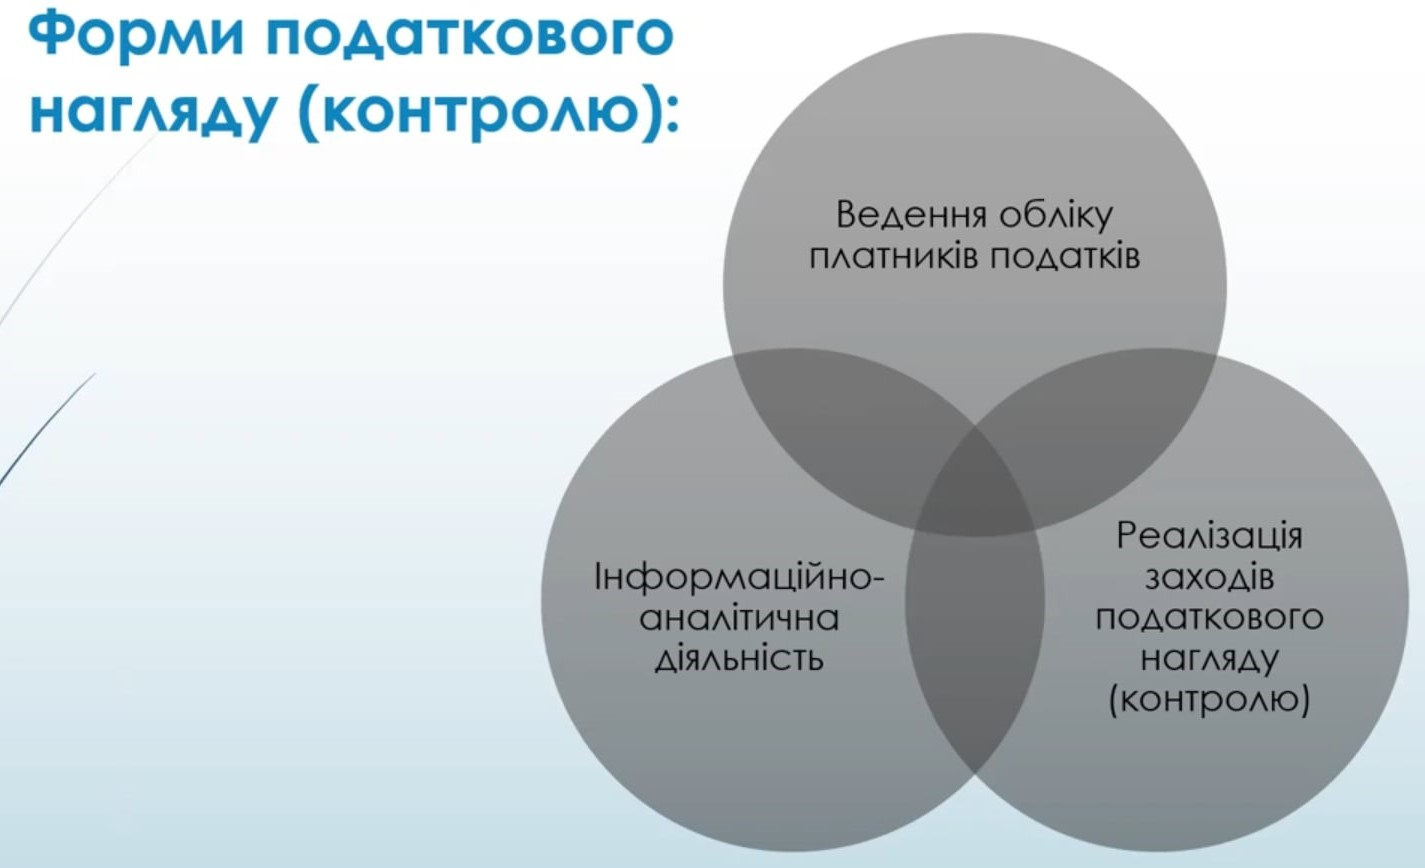 Форми податкового
нагляду (контролю):
Ведення обліку
платників податків
Інформаційно-
аналітична
діяльність
Реалізація
заходів
податкового
нагляду
(контролю)